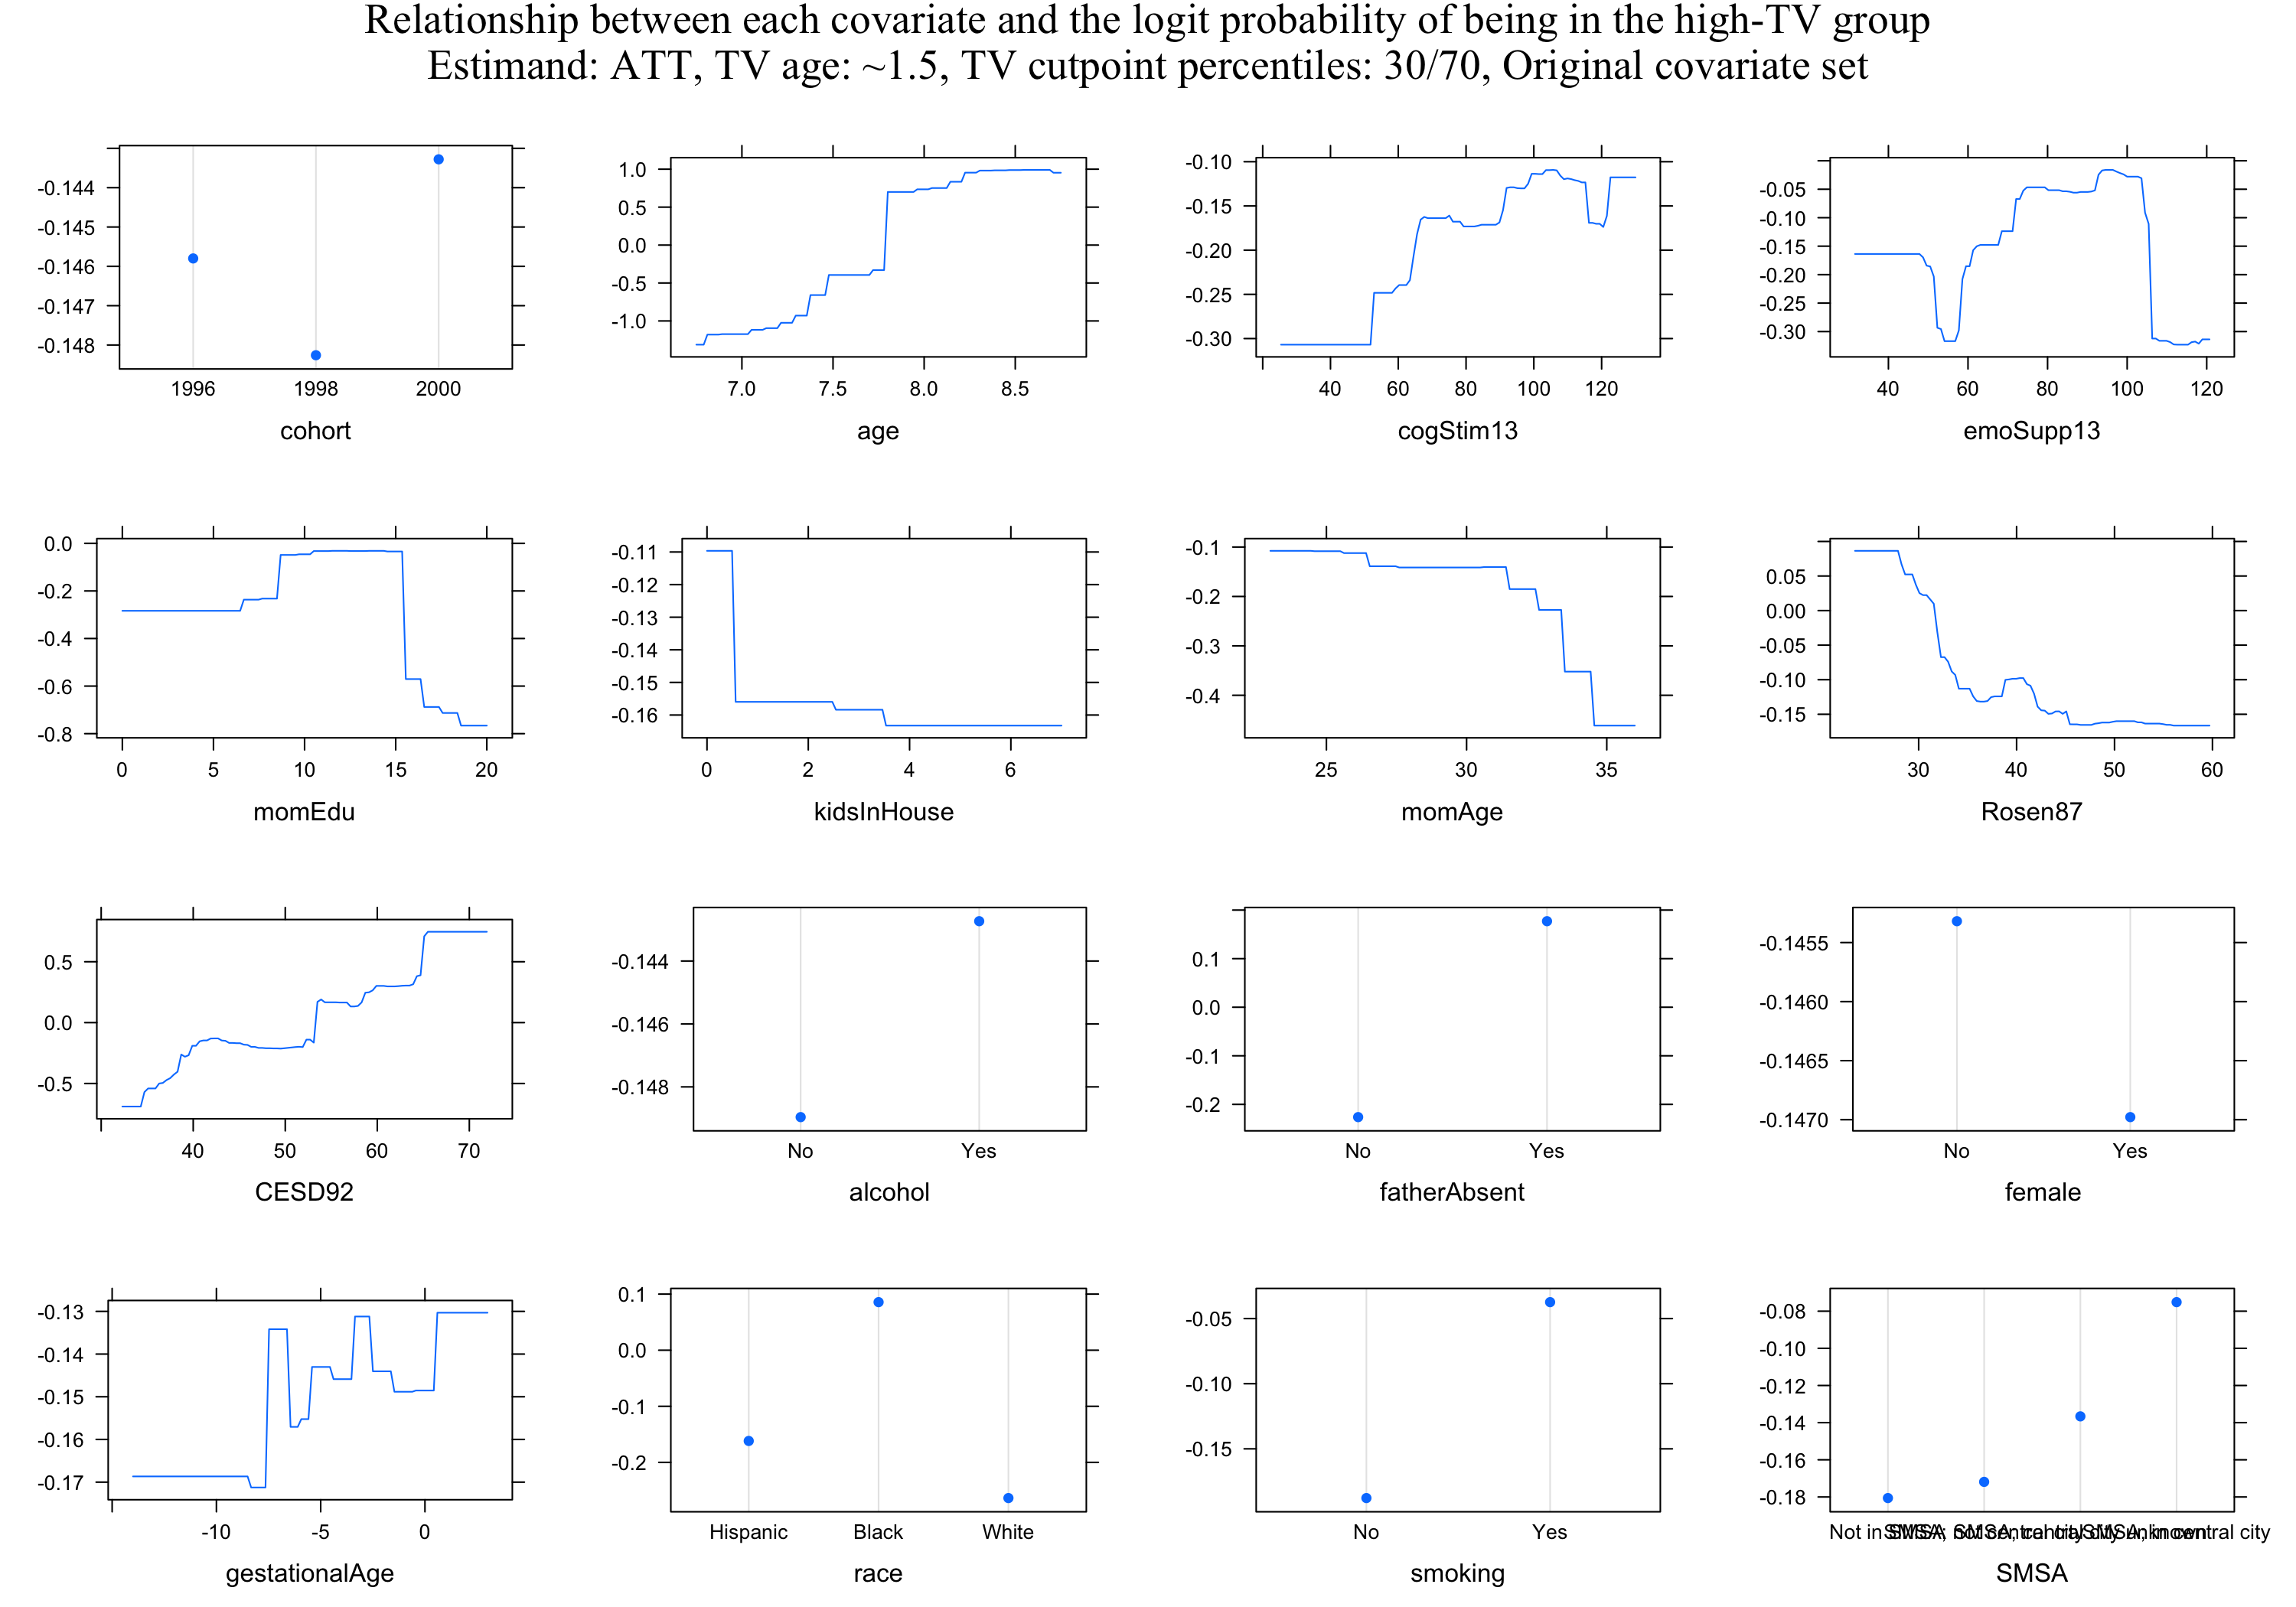 Relationship between each covariate and the logit probability of being in the high-TV group
Estimand: ATT, TV age: ~1.5, TV cutpoint percentiles: 30/70, Original covariate set
-0.144
-0.145
-0.146
-0.147
-0.148
1996 1998 2000
cohort
1.0
0.5
0.0
-0.5
-1.0
7.0 7.5 8.0 8.5
age
-0.10
-0.15
-0.20
-0.25
-0.30
40 60 80 100 120
cogStim13
-0.05
-0.10
-0.15
-0.20
-0.25
-0.30
40 60 80 100 120
emoSupp13
0.0
-0.2
-0.4
-0.6
-0.8
0 5 10 15 20
momEdu
-0.11
-0.12
-0.13
-0.14
-0.15
-0.16
0 2 4 6
kidsInHouse
-0.1
-0.2
-0.3
-0.4
25 30 35
momAge
0.05
0.00
-0.05
-0.10
-0.15
30 40 50 60
Rosen87
0.5
0.0
-0.5
40 50 60 70
CESD92
-0.144
-0.146
-0.148
No Yes
alcohol
0.1
0.0
-0.1
-0.2
No Yes
fatherAbsent
-0.1455
-0.1460
-0.1465
-0.1470
No Yes
female
-0.13
-0.14
-0.15
-0.16
-0.17
-10 -5 0
gestationalAge
0.1
0.0
-0.1
-0.2
Hispanic Black White
race
-0.05
-0.10
-0.15
No Yes
smoking
-0.08
-0.10
-0.12
-0.14
-0.16
-0.18
Not in central city
SMSA